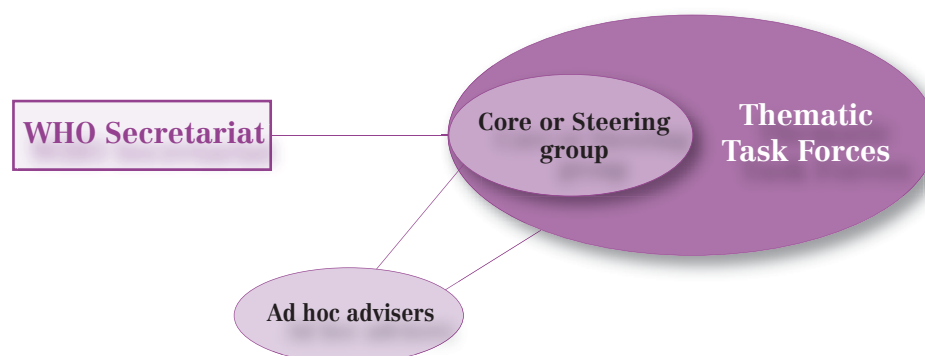 WHO Secretariat
Core or Steering
group
Thematic
Task Forces
Ad hoc advisers